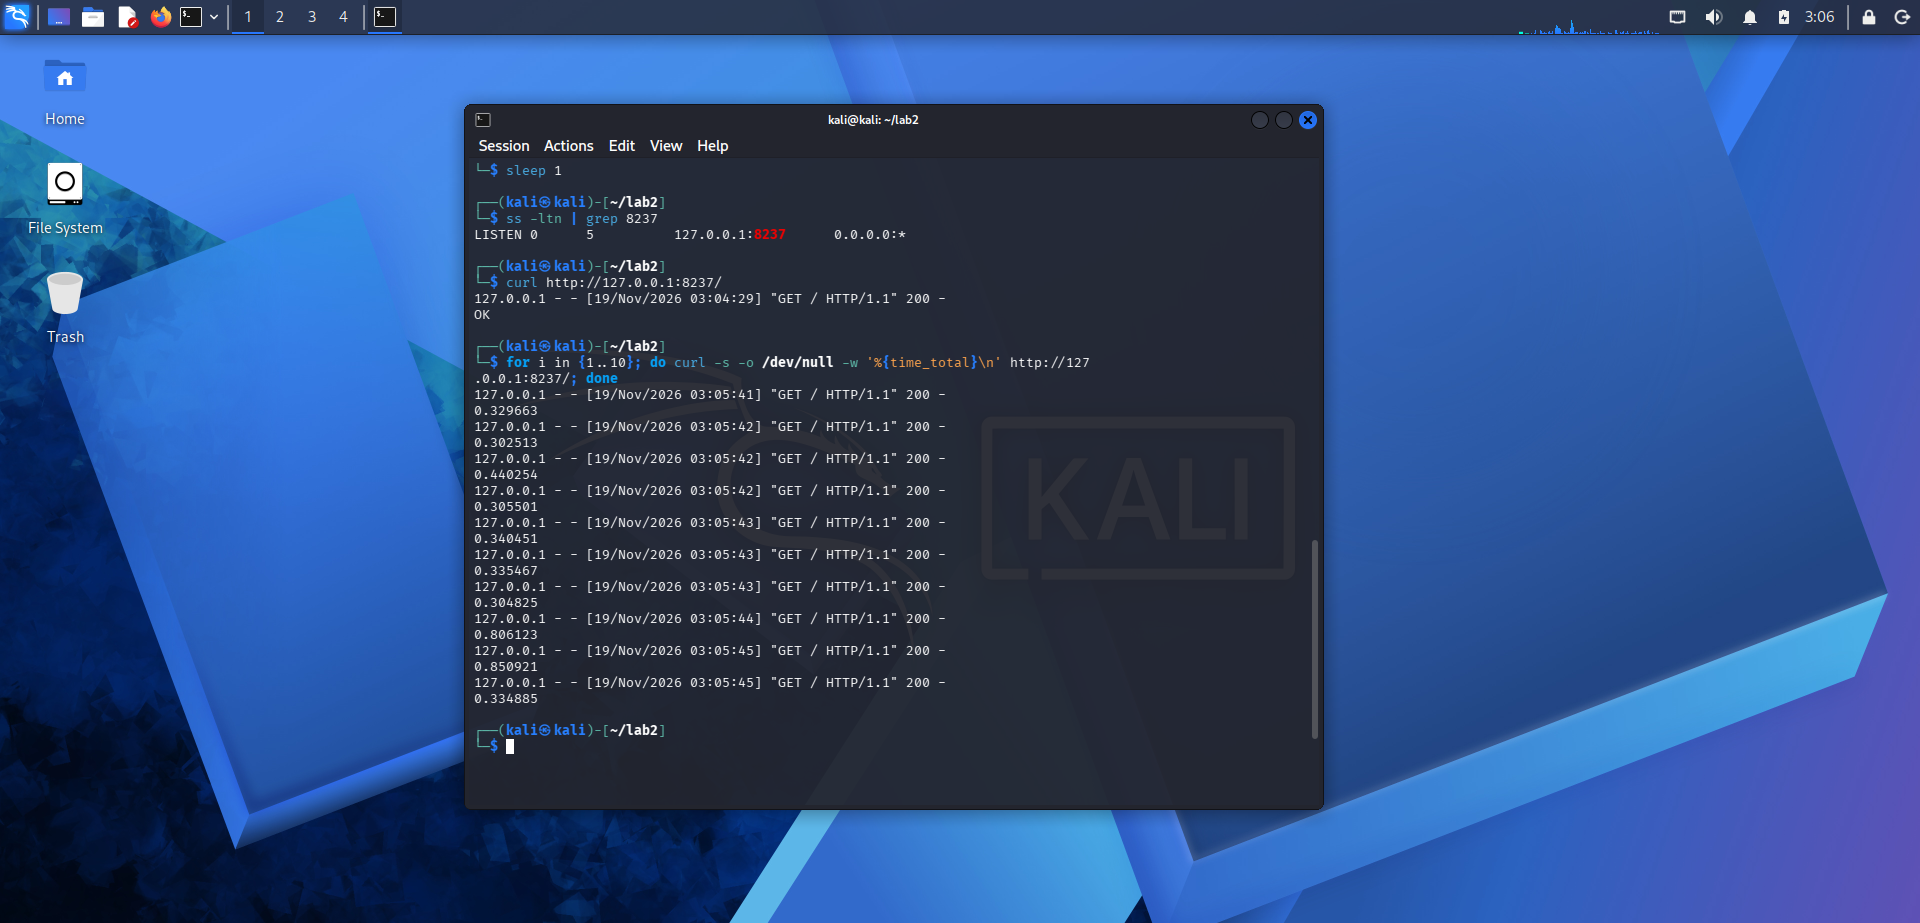 1 2 3 4
3:06
Home
File System
Trash
kali@kali: ~/lab2
Session Actions Edit View Help
└─$ sleep 1
┌──(kali㉿kali)-[~/lab2]
└─$ ss -ltn | grep 8237
LISTEN 0      5          127.0.0.1:8237      0.0.0.0:*
┌──(kali㉿kali)-[~/lab2]
└─$ curl http://127.0.0.1:8237/
127.0.0.1 - - [19/Nov/2026 03:04:29] "GET / HTTP/1.1" 200 -
OK
┌──(kali㉿kali)-[~/lab2]
└─$ for i in {1..10}; do curl -s -o /dev/null -w '%{time_total}\n' http://127
.0.0.1:8237/; done
127.0.0.1 - - [19/Nov/2026 03:05:41] "GET / HTTP/1.1" 200 -
0.329663
127.0.0.1 - - [19/Nov/2026 03:05:42] "GET / HTTP/1.1" 200 -
0.302513
127.0.0.1 - - [19/Nov/2026 03:05:42] "GET / HTTP/1.1" 200 -
0.440254
127.0.0.1 - - [19/Nov/2026 03:05:42] "GET / HTTP/1.1" 200 -
0.305501
127.0.0.1 - - [19/Nov/2026 03:05:43] "GET / HTTP/1.1" 200 -
0.340451
127.0.0.1 - - [19/Nov/2026 03:05:43] "GET / HTTP/1.1" 200 -
0.335467
127.0.0.1 - - [19/Nov/2026 03:05:43] "GET / HTTP/1.1" 200 -
0.304825
127.0.0.1 - - [19/Nov/2026 03:05:44] "GET / HTTP/1.1" 200 -
0.806123
127.0.0.1 - - [19/Nov/2026 03:05:45] "GET / HTTP/1.1" 200 -
0.850921
127.0.0.1 - - [19/Nov/2026 03:05:45] "GET / HTTP/1.1" 200 -
0.334885
┌──(kali㉿kali)-[~/lab2]
└─$
KALI